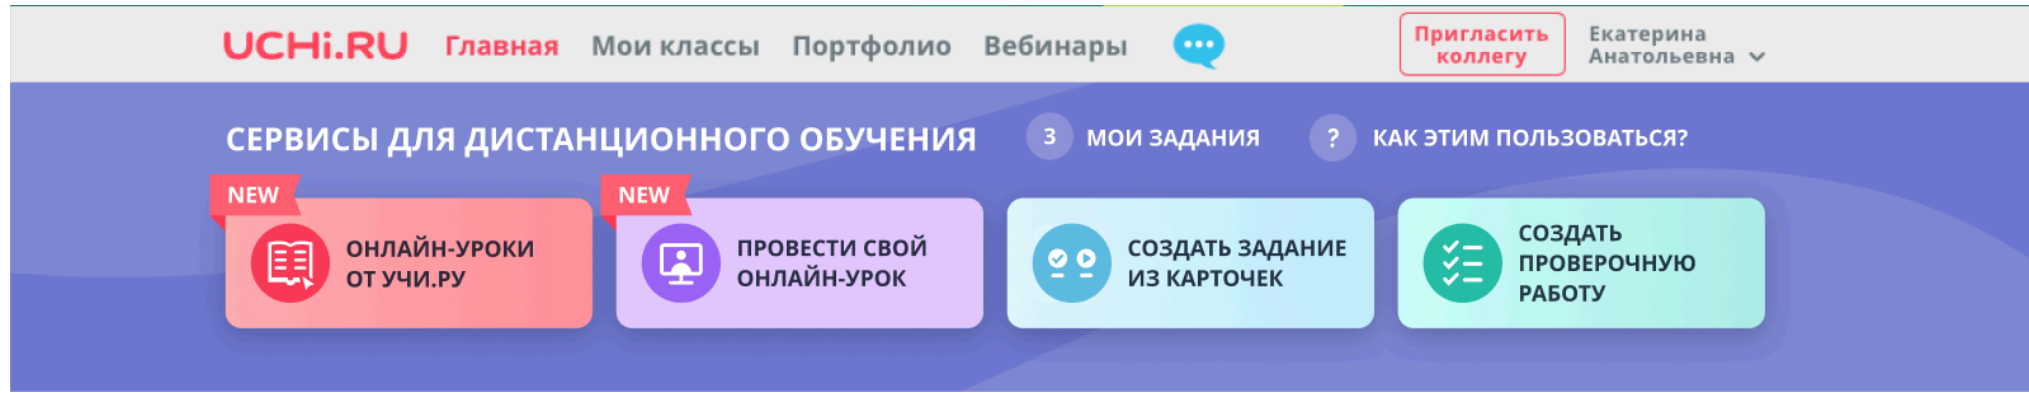 UCHi.RU Главная Мои классы Портфолио Вебинары Пригласить коллегу Екатерина Анатольевна
СЕРВИСЫ ДЛЯ ДИСТАНЦИОННОГО ОБУЧЕНИЯ 3 МОИ ЗАДАНИЯ ? КАК ЭТИМ ПОЛЬЗОВАТЬСЯ?
NEW
ОНЛАЙН-УРОКИ
ОТ УЧИ.РУ
NEW
ПРОВЕСТИ СВОЙ
ОНЛАЙН-УРОК
СОЗДАТЬ ЗАДАНИЕ
ИЗ КАРТОЧЕК
СОЗДАТЬ
ПРОВЕРОЧНУЮ
РАБОТУ